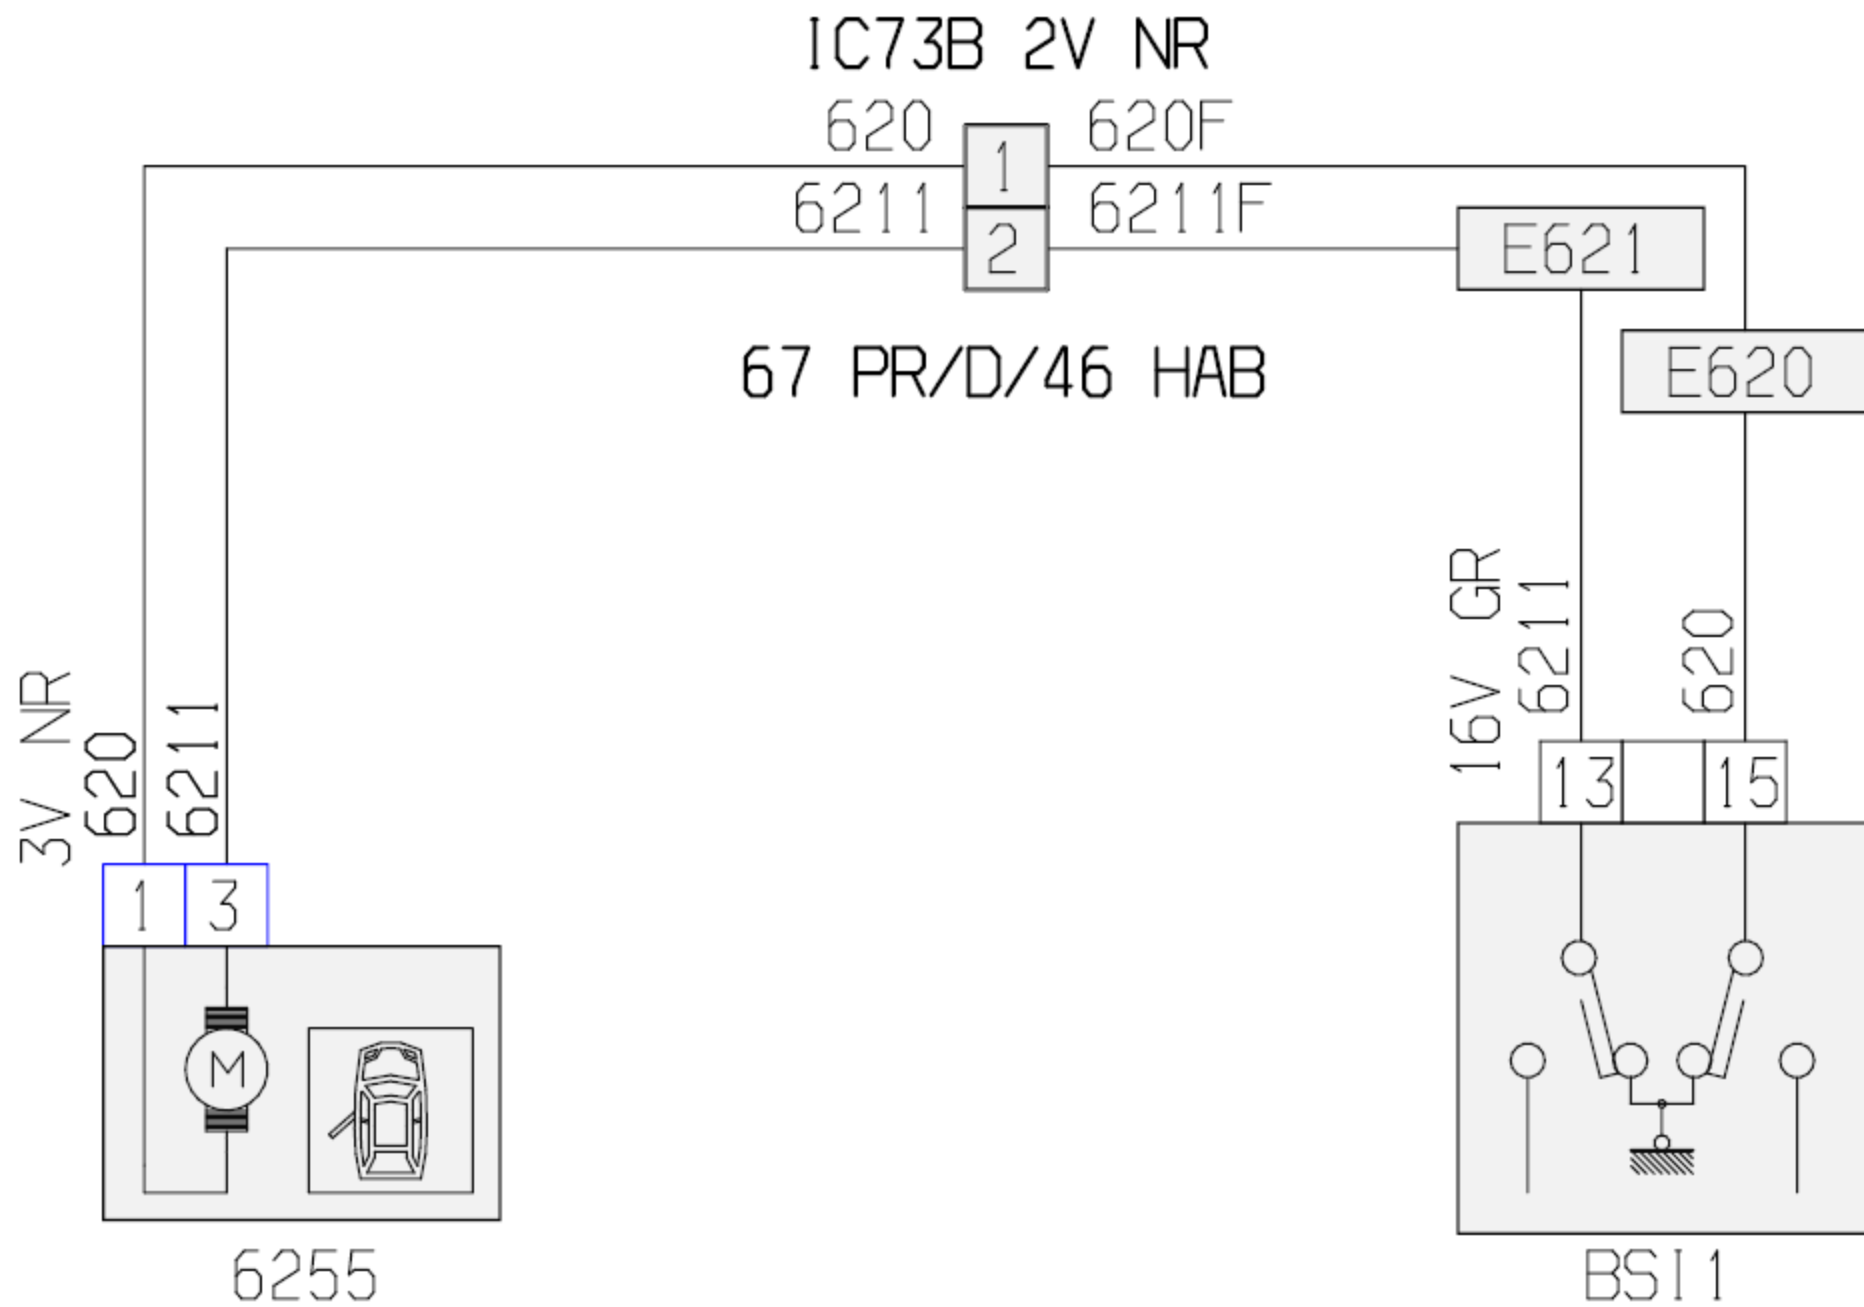 IC73B 2V NR
620
620F
1
6211
6211F
2
E621
67 PR/D/46 HAB
E620
16V GR
6211
620
3V NR
620
6211
13
15
1
3
M
6255
BSI1